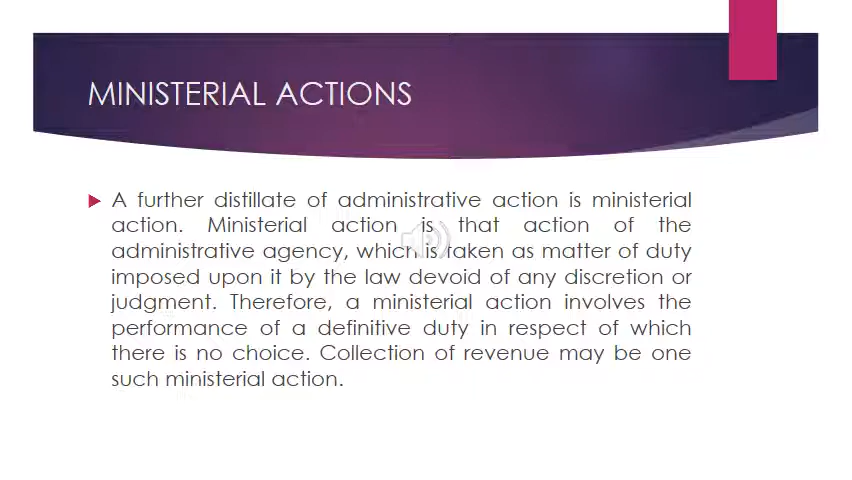 MINISTERIAL ACTIONS
A further distillate of administrative action is ministerial
action. Ministerial action is that action of the
administrative agency, which is taken as matter of duty
imposed upon it by the law devoid of any discretion or
judgment. Therefore, a ministerial action involves the
performance of a definitive duty in respect of which
there is no choice. Collection of revenue may be one
such ministerial action.